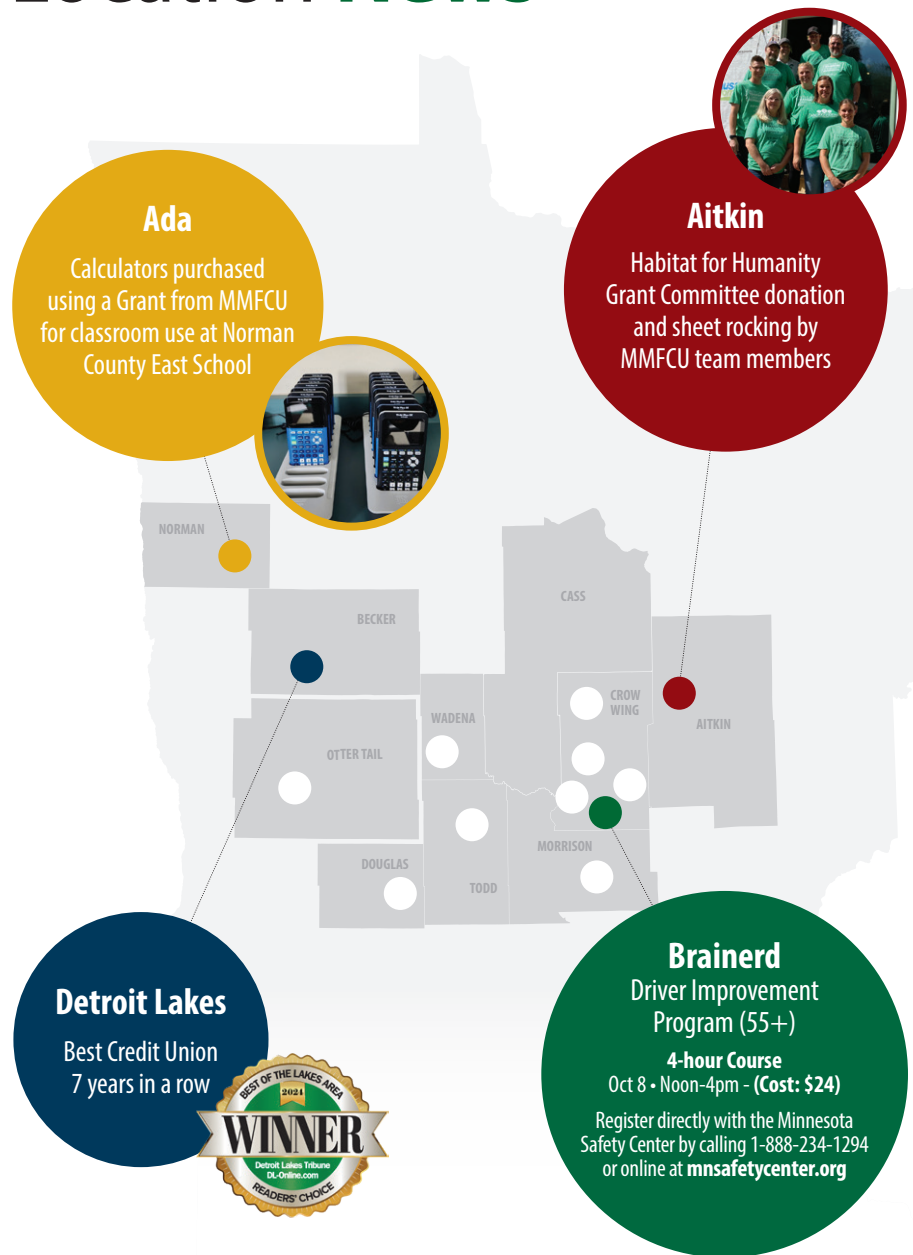 Location News
Ada
Calculators purchased
using a Grant from MMFCU
for classroom use at Norman
County East School
Aitkin
Habitat for Humanity
Grant Committee donation
and sheet rocking by
MMFCU team members
NORMAN
BECKER
CASS
CROW
WING
AITKIN
WADENA
OTTER TAIL
MORRISON
DOUGLAS
TODD
Detroit Lakes
Best Credit Union
7 years in a row
BEST OF THE LAKES AREA
2024
WINNER
Detroit Lakes Tribune
DL-Online.com
READERS' CHOICE
Brainerd
Driver Improvement
Program (55+)
4-hour Course
Oct 8 • Noon-4pm - (Cost: $24)
Register directly with the Minnesota
Safety Center by calling 1-888-234-1294
or online at mnsafetycenter.org